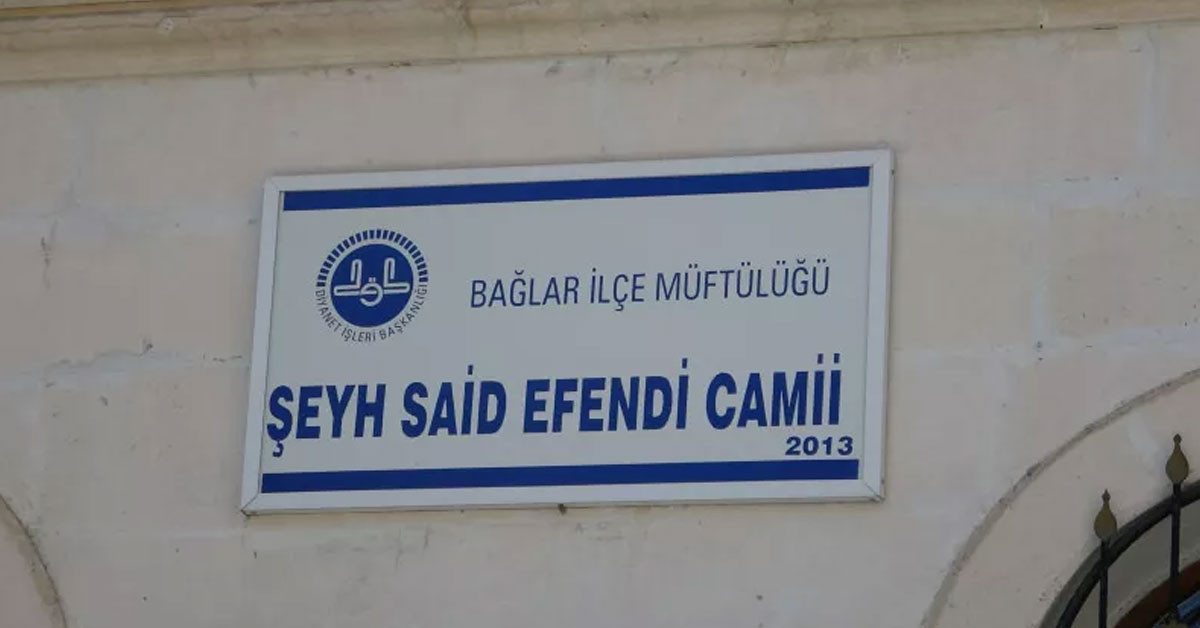 DİYANET İŞLERİ BAŞKANLIĞI
BAĞLAR İLÇE MÜFTÜLÜĞÜ
ŞEYH SAİD EFENDİ CAMİİ
2013